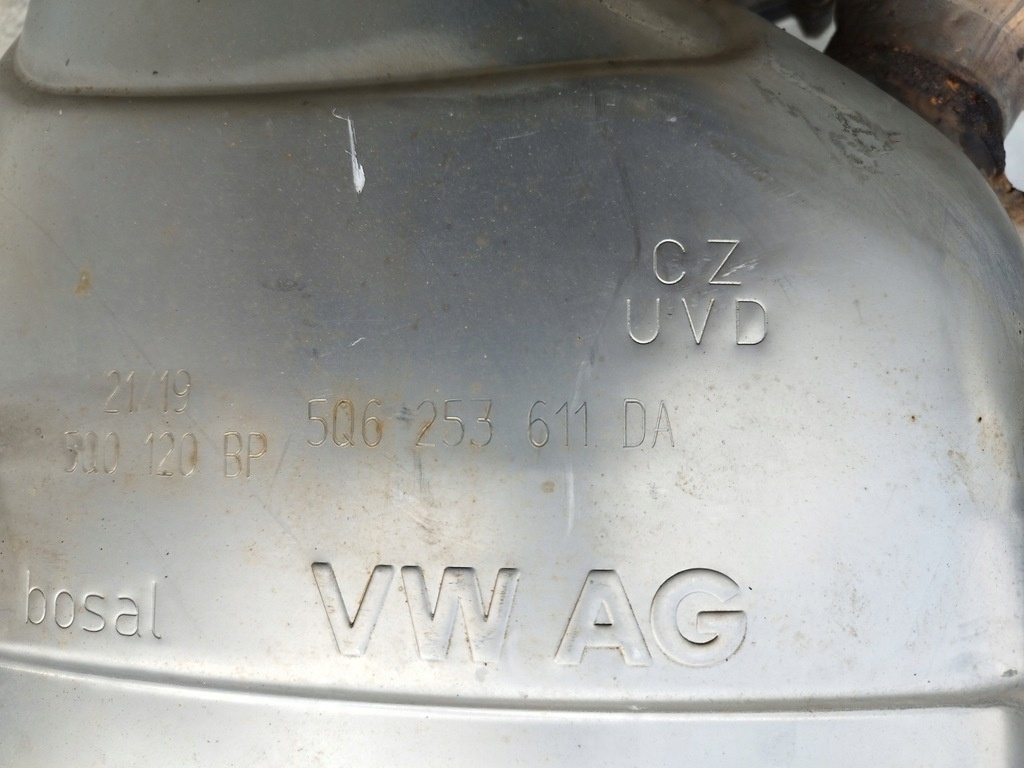 CZ
UVD
21/19
5Q0 120 BP
5Q6 253 611 DA
bosal
VW AG